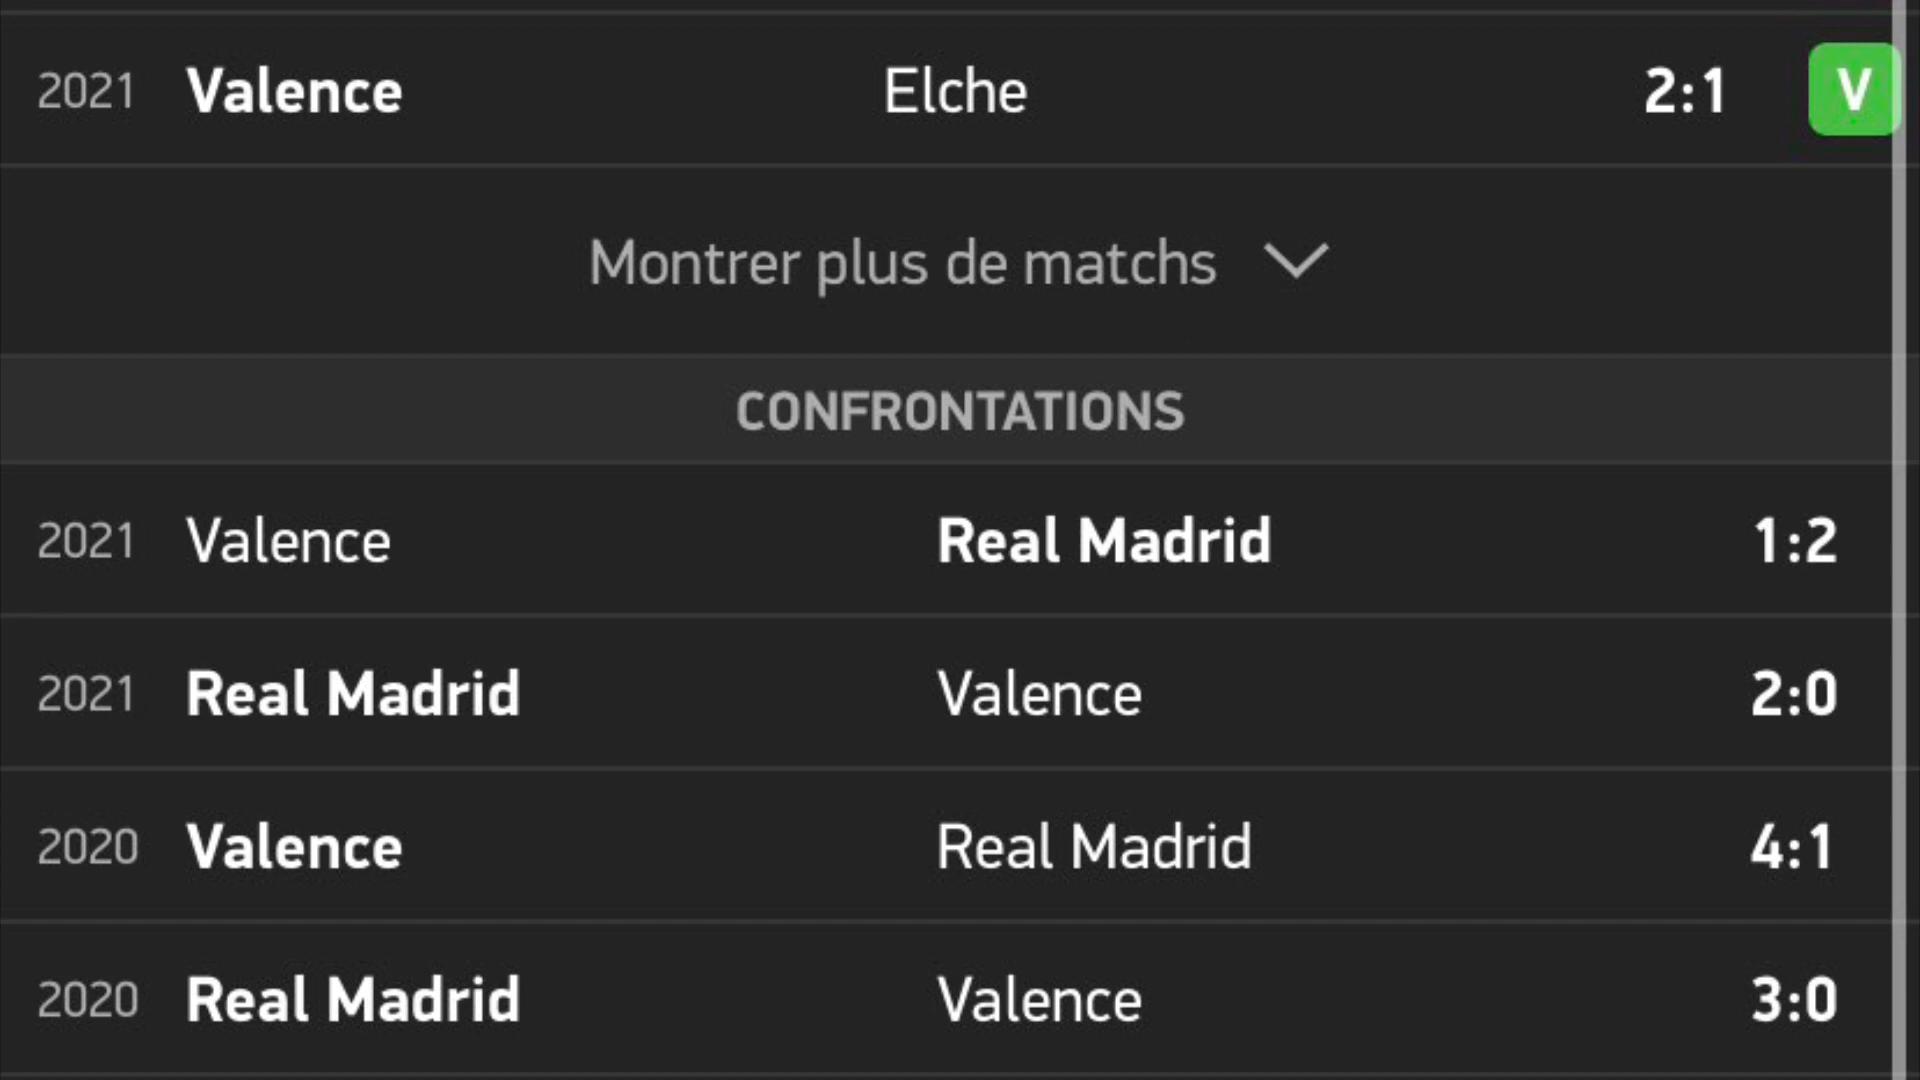 2021 Valence Elche 2:1 V
Montrer plus de matchs
CONFRONTATIONS
2021 Valence Real Madrid 1:2
2021 Real Madrid Valence 2:0
2020 Valence Real Madrid 4:1
2020 Real Madrid Valence 3:0